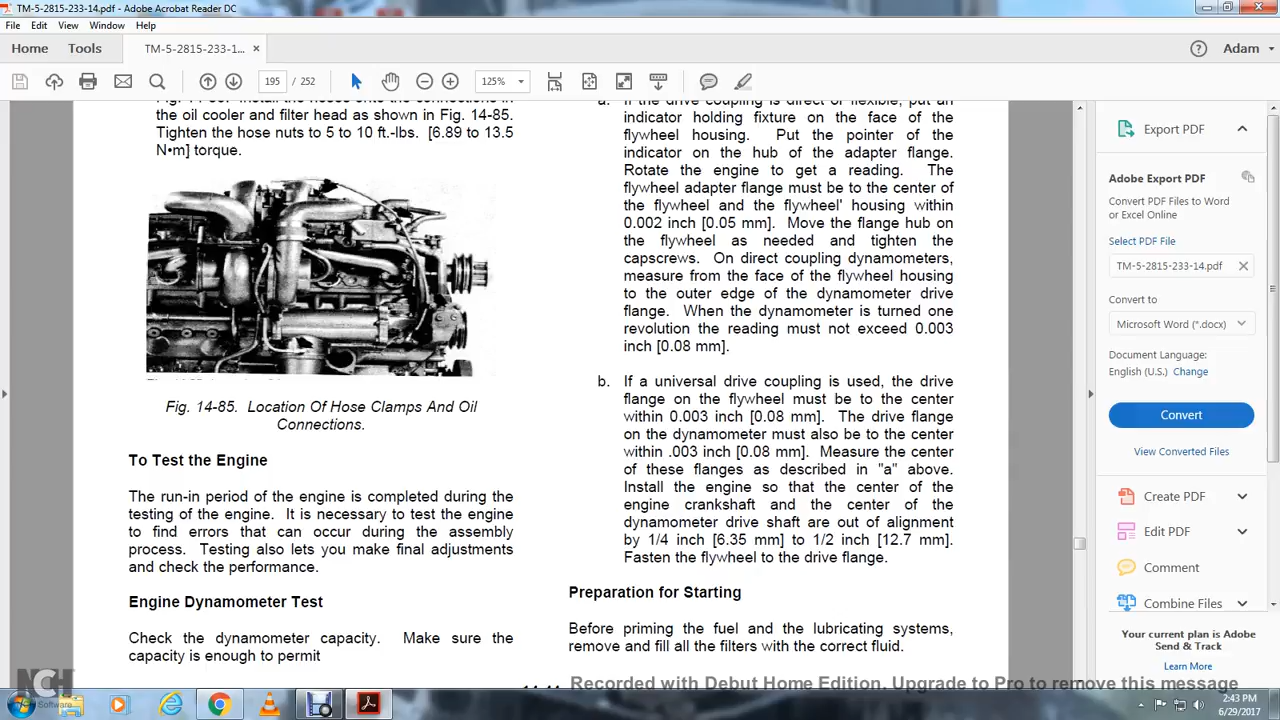 TM-5-2815-233-14.pdf - Adobe Acrobat Reader DC
File Edit View Window Help
Home Tools TM-5-2815-233-1... × Adam
195 / 252 125%
the oil cooler and filter head as shown in Fig. 14-85.
Tighten the hose nuts to 5 to 10 ft.-lbs. [6.89 to 13.5
N•m] torque.
Fig. 14-85. Location Of Hose Clamps And Oil
Connections.
To Test the Engine
The run-in period of the engine is completed during the
testing of the engine. It is necessary to test the engine
to find errors that can occur during the assembly
process. Testing also lets you make final adjustments
and check the performance.
Engine Dynamometer Test
Check the dynamometer capacity. Make sure the
capacity is enough to permit
a. If the drive coupling is direct or flexible, put an
indicator holding fixture on the face of the
flywheel housing. Put the pointer of the
indicator on the hub of the adapter flange.
Rotate the engine to get a reading. The
flywheel adapter flange must be to the center of
the flywheel and the flywheel' housing within
0.002 inch [0.05 mm]. Move the flange hub on
the flywheel as needed and tighten the
capscrews. On direct coupling dynamometers,
measure from the face of the flywheel housing
to the outer edge of the dynamometer drive
flange. When the dynamometer is turned one
revolution the reading must not exceed 0.003
inch [0.08 mm].
b. If a universal drive coupling is used, the drive
flange on the flywheel must be to the center
within 0.003 inch [0.08 mm]. The drive flange
on the dynamometer must also be to the center
within .003 inch [0.08 mm]. Measure the center
of these flanges as described in "a" above.
Install the engine so that the center of the
engine crankshaft and the center of the
dynamometer drive shaft are out of alignment
by 1/4 inch [6.35 mm] to 1/2 inch [12.7 mm].
Fasten the flywheel to the drive flange.
Preparation for Starting
Before priming the fuel and the lubricating systems,
remove and fill all the filters with the correct fluid.
Export PDF
Adobe Export PDF
Convert PDF Files to Word
or Excel Online
Select PDF File
TM-5-2815-233-14.pdf
Convert to
Microsoft Word (*.docx)
Document Language:
English (U.S.) Change
Convert
View Converted Files
Create PDF
Edit PDF
Comment
Combine Files
Your current plan is Adobe
Send & Track
Learn More
Recorded with Debut Home Edition. Upgrade to Pro to remove this message
NCH
Software
2:43 PM
6/29/2017